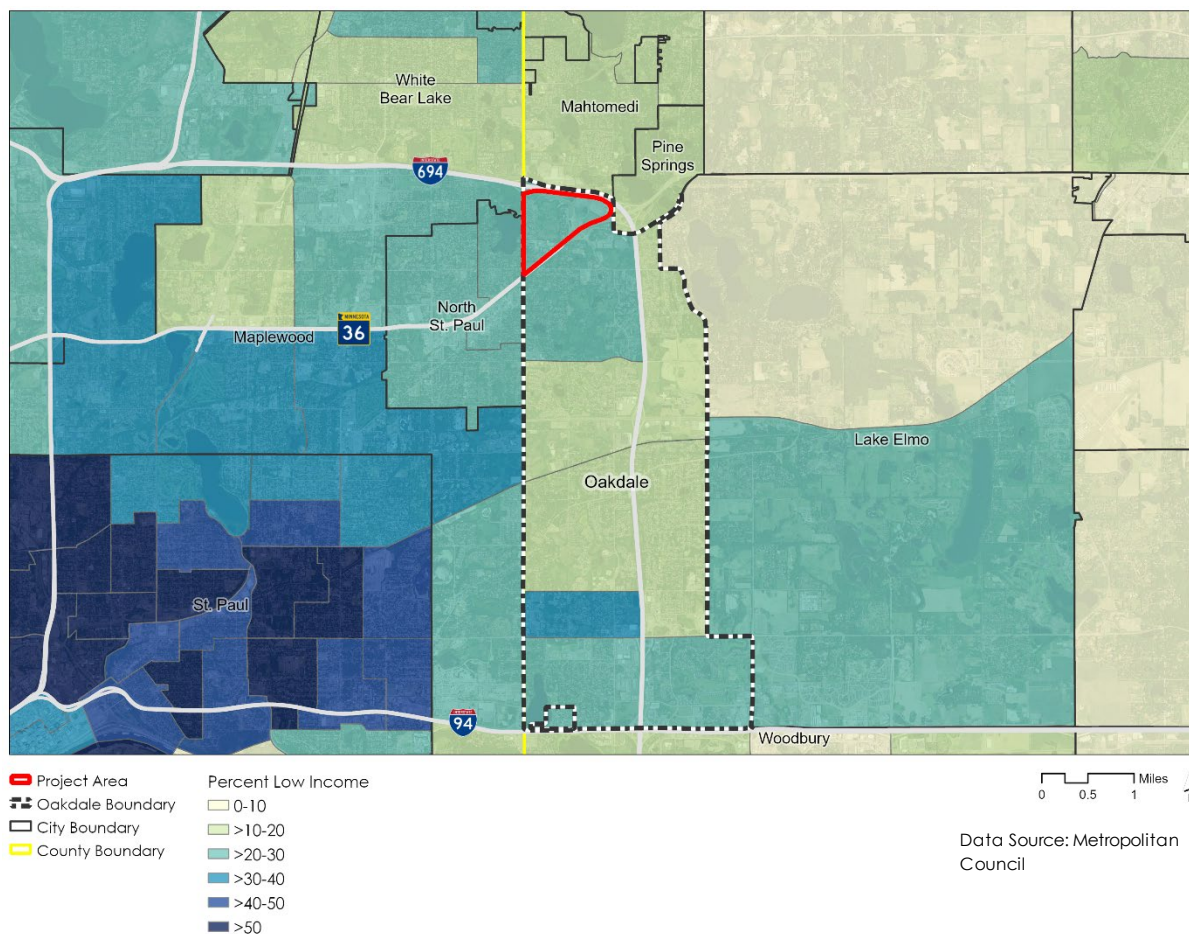 White
Bear Lake
Mahtomedi
Pine
Springs
MINNESOTA
694
North
St. Paul
MINNESOTA
36
Maplewood
Lake Elmo
Oakdale
St. Paul
94
Woodbury
Project Area
Oakdale Boundary
City Boundary
County Boundary
Percent Low Income
0-10
>10-20
>20-30
>30-40
>40-50
>50
Miles
0 0.5 1
Data Source: Metropolitan
Council